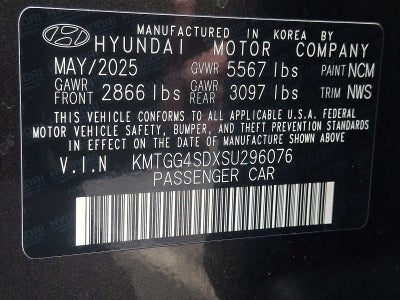 MANUFACTURED IN KOREA BY
HYUNDAI MOTOR COMPANY
MAY/2025 GVWR 5567 lbs PAINT NCM
GAWR FRONT 2866 lbs GAWR REAR 3097 lbs TRIM NWS
THIS VEHICLE CONFORMS TO ALL APPLICABLE U.S.A. FEDERAL
MOTOR VEHICLE SAFETY, BUMPER, AND THEFT PREVENTION
STANDARDS IN EFFECT ON THE DATE OF MANUFACTURE SHOWN ABOVE
V.I.N KMTGG4SDXSU296076
PASSENGER CAR